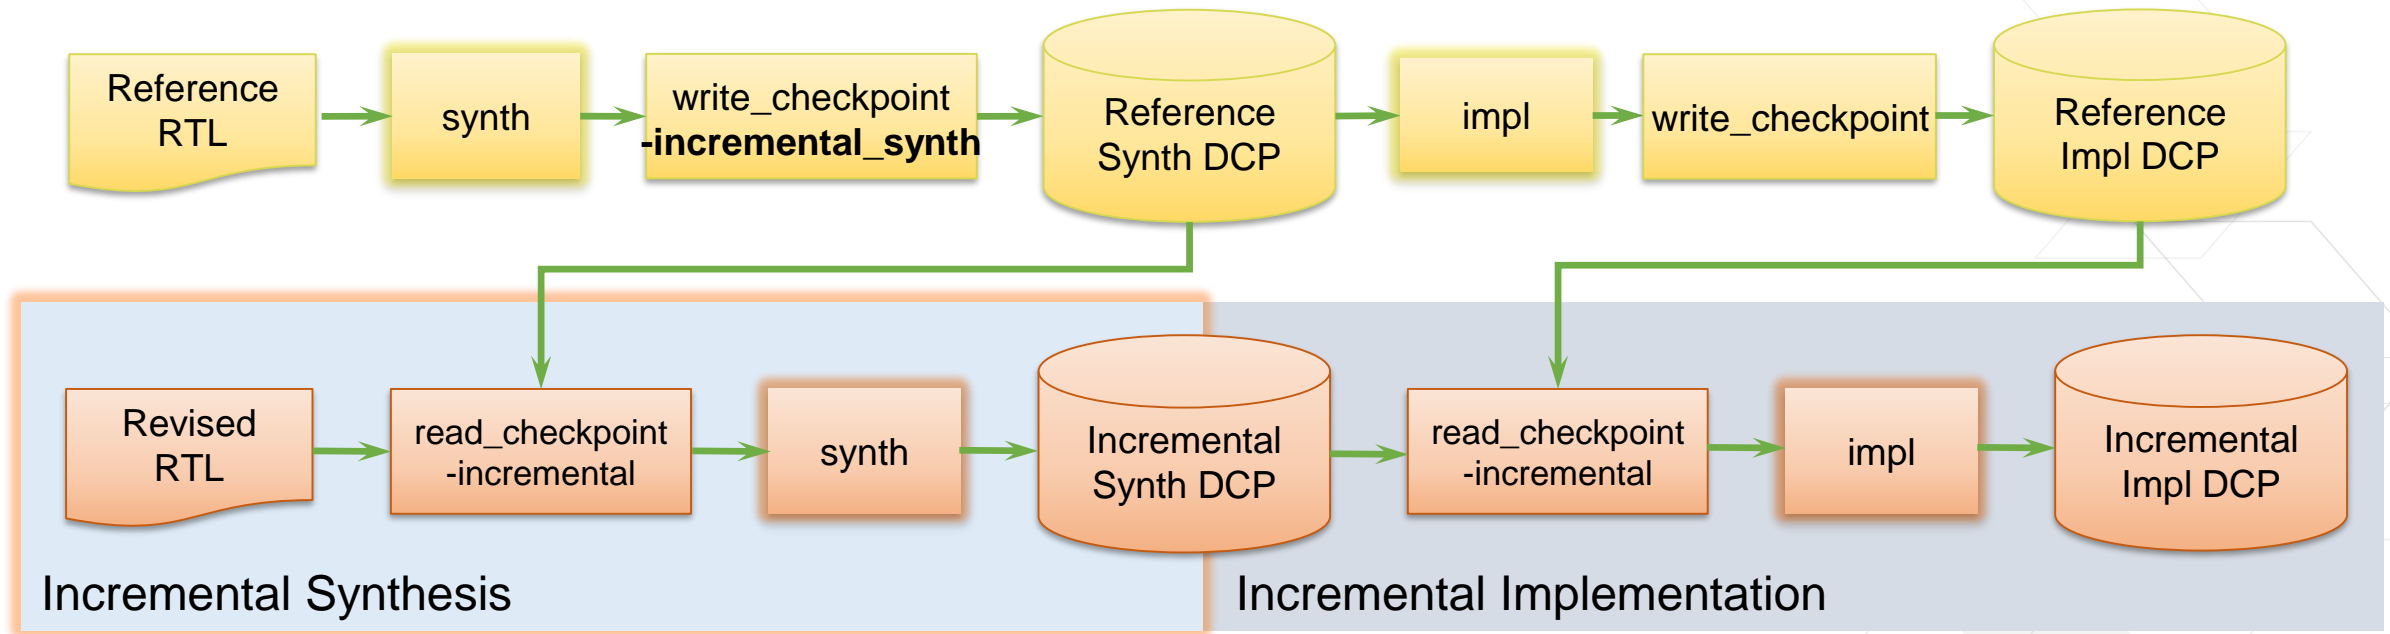 Reference
RTL
synth
write_checkpoint
-incremental_synth
Reference
Synth DCP
impl
write_checkpoint
Reference
Impl DCP
Revised
RTL
read_checkpoint
-incremental
synth
Incremental
Synth DCP
read_checkpoint
-incremental
impl
Incremental
Impl DCP
Incremental Synthesis
Incremental Implementation